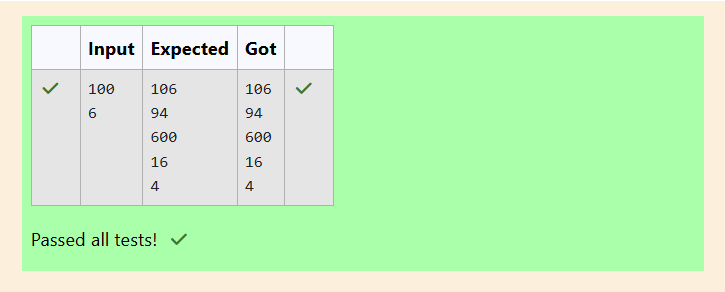 Input Expected Got
100 106 106
6 94 94
600 600
16 16
4 4
Passed all tests!